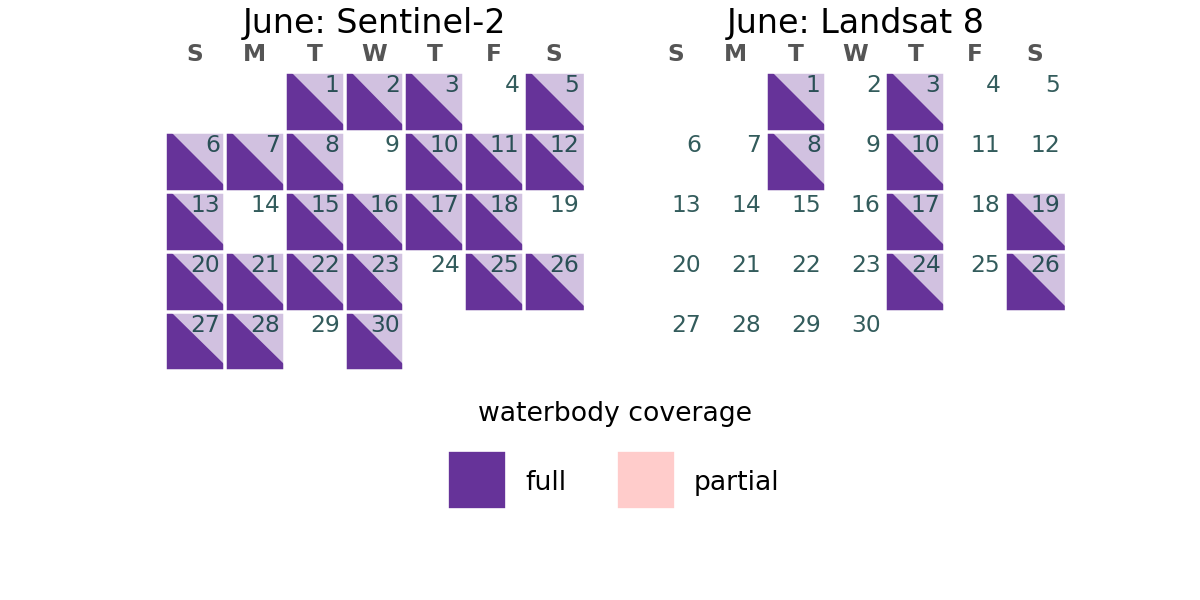 June: Sentinel-2
S M T W T F S
1 2 3 4 5
6 7 8 9 10 11 12
13 14 15 16 17 18 19
20 21 22 23 24 25 26
27 28 29 30
June: Landsat 8
S M T W T F S
1 2 3 4 5
6 7 8 9 10 11 12
13 14 15 16 17 18 19
20 21 22 23 24 25 26
27 28 29 30
waterbody coverage
full partial